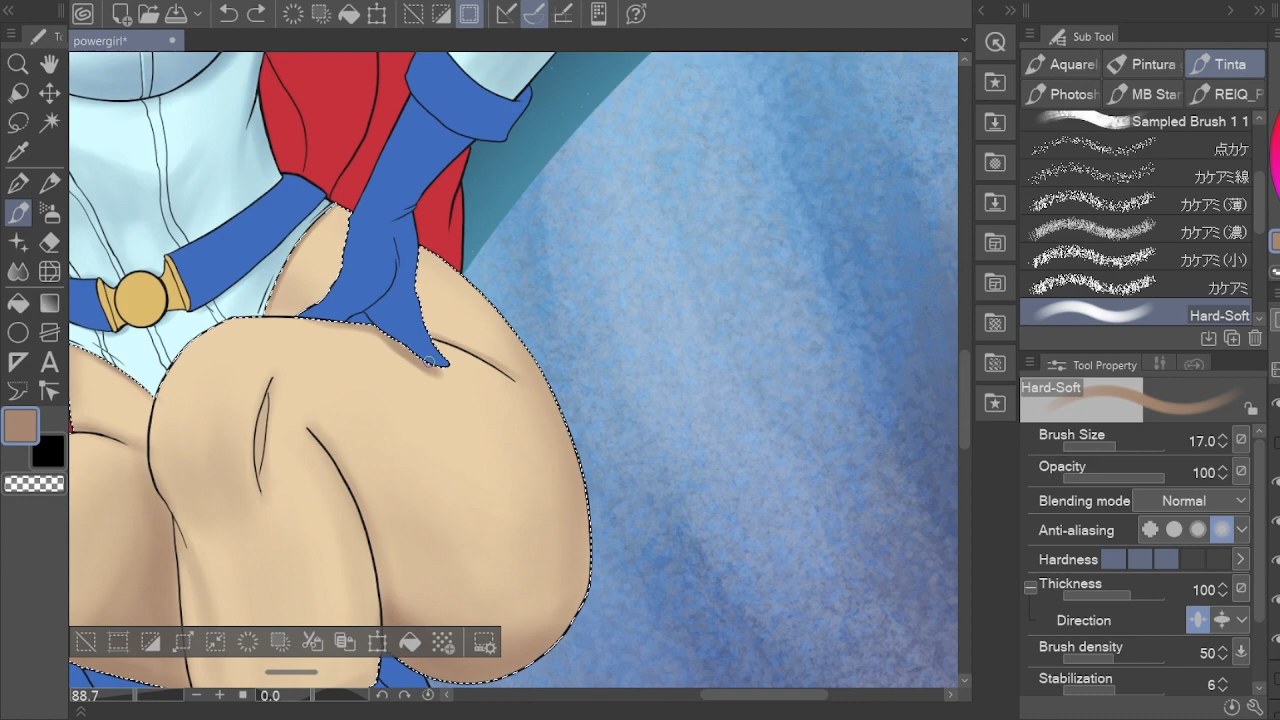 powergirl*
Sub Tool
Aquarel
Pintura
Tinta
Photosh
MB Star
REIQ_P
Sampled Brush 1 1
点カケ
カケアミ線
カケアミ(薄)
カケアミ(濃)
カケアミ(小)
カケアミ
Hard-Soft
Tool Property
Hard-Soft
Brush Size 17.0
Opacity 100
Blending mode Normal
Anti-aliasing
Hardness
Thickness 100
Direction
Brush density 50
Stabilization 6
88.7 0.0